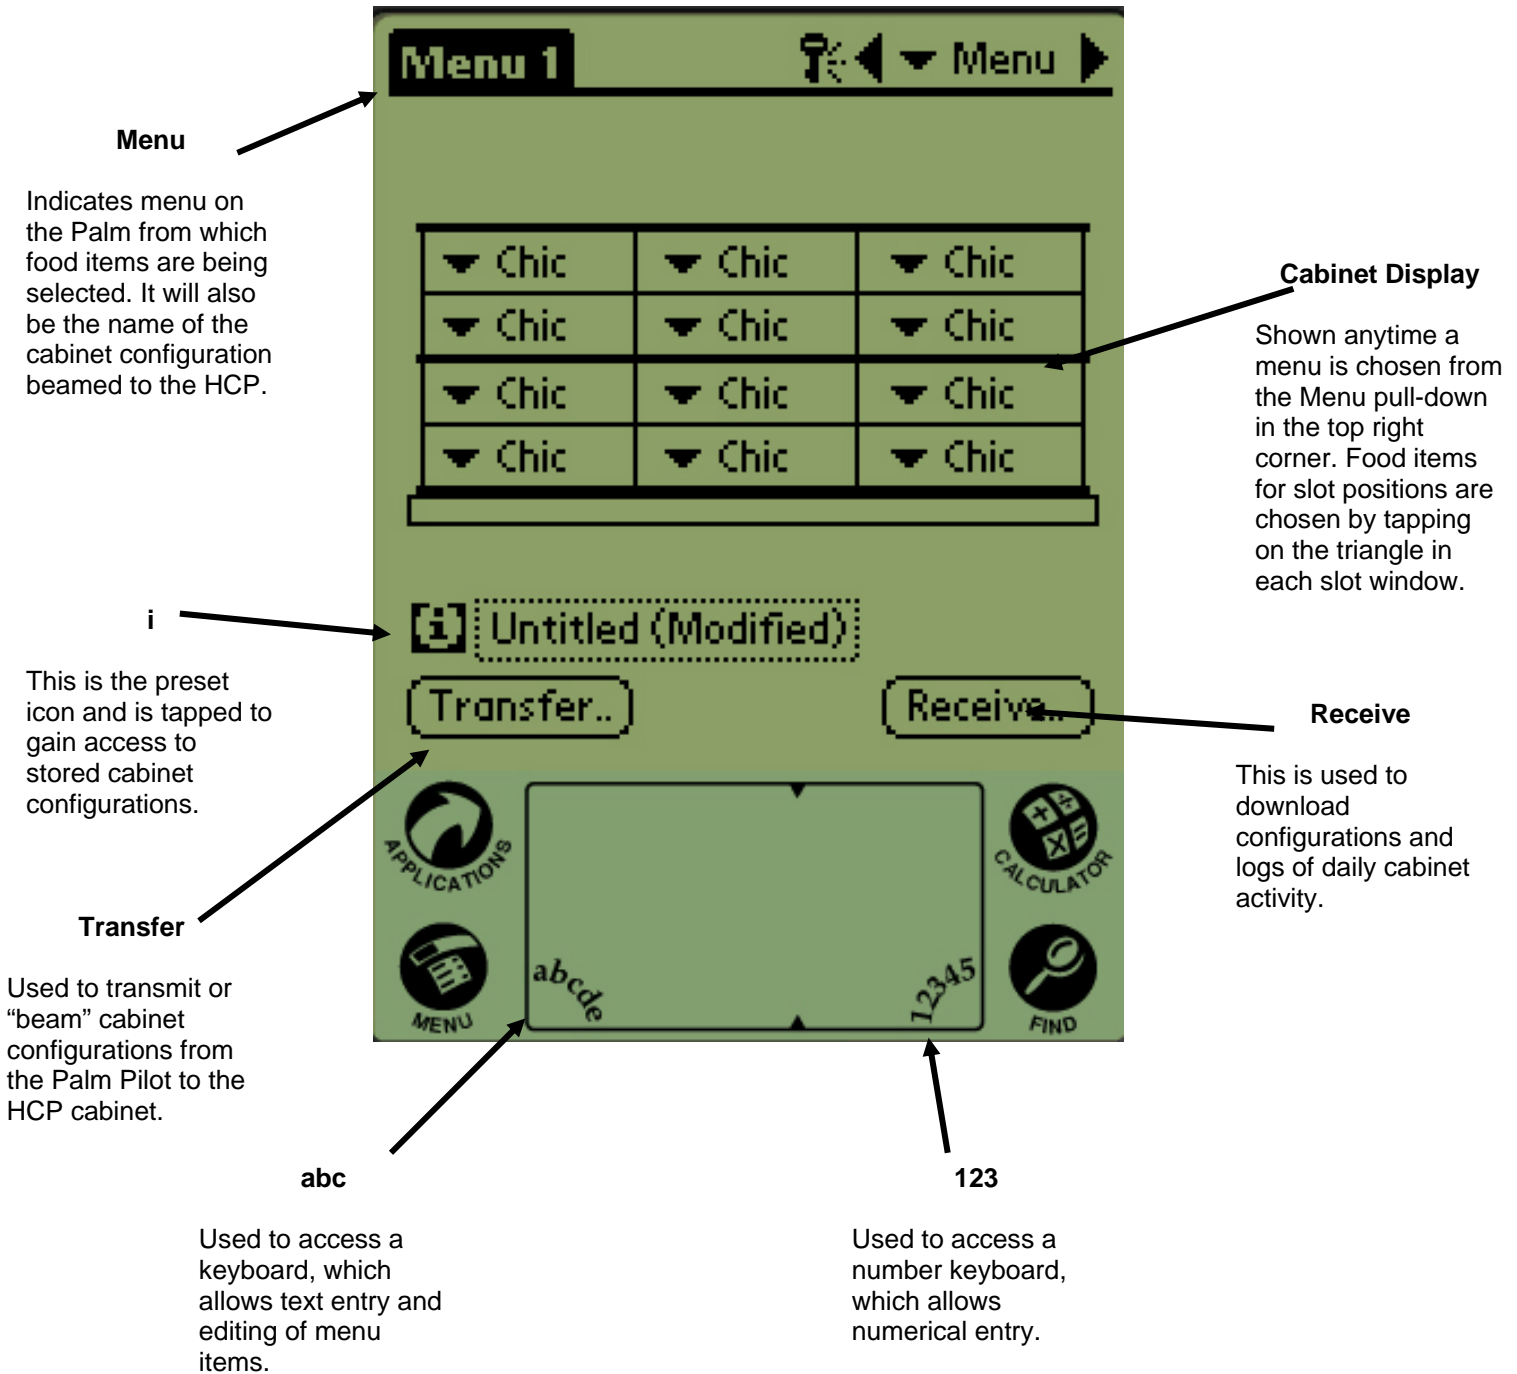 Menu 1
Menu
Menu
Indicates menu on
the Palm from which
food items are being
selected. It will also
be the name of the
cabinet configuration
beamed to the HCP.
Chic Chic Chic
Chic Chic Chic
Chic Chic Chic
Chic Chic Chic
Cabinet Display
Shown anytime a
menu is chosen from
the Menu pull-down
in the top right
corner. Food items
for slot positions are
chosen by tapping
on the triangle in
each slot window.
i
This is the preset
icon and is tapped to
gain access to
stored cabinet
configurations.
i Untitled (Modified)
Transfer.. Receive..
Receive
This is used to
download
configurations and
logs of daily cabinet
activity.
APPLICATIONS
CALCULATOR
MENU
abcde
12345
FIND
Transfer
Used to transmit or
“beam” cabinet
configurations from
the Palm Pilot to the
HCP cabinet.
abc
Used to access a
keyboard, which
allows text entry and
editing of menu
items.
123
Used to access a
number keyboard,
which allows
numerical entry.